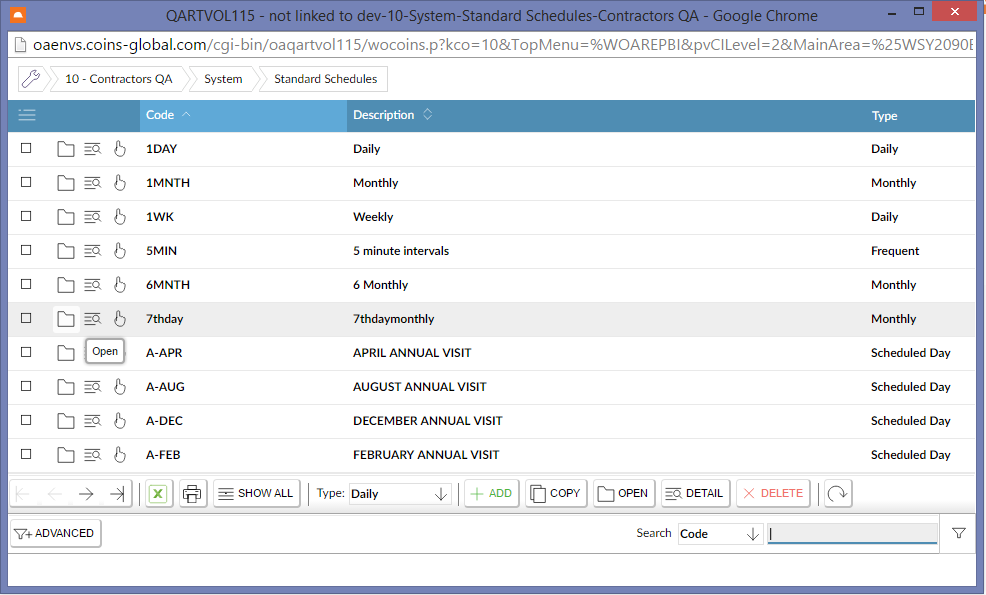 QARTVOL115 - not linked to dev-10-System-Standard Schedules-Contractors QA - Google Chrome
oaenvs.coins-global.com/cgi-bin/oaqartvol115/wocoins.p?kco=10&TopMenu=%WOAREPBI&pvCILevel=2&MainArea=%25WSY2090E
10 - Contractors QA System Standard Schedules
Code Description Type
1DAY Daily Daily
1MNTH Monthly Monthly
1WK Weekly Daily
5MIN 5 minute intervals Frequent
6MNTH 6 Monthly Monthly
7thday 7thdaymonthly Monthly
Open A-APR APRIL ANNUAL VISIT Scheduled Day
A-AUG AUGUST ANNUAL VISIT Scheduled Day
A-DEC DECEMBER ANNUAL VISIT Scheduled Day
A-FEB FEBRUARY ANNUAL VISIT Scheduled Day
X SHOW ALL Type: Daily ADD COPY OPEN DETAIL DELETE
ADVANCED Search Code